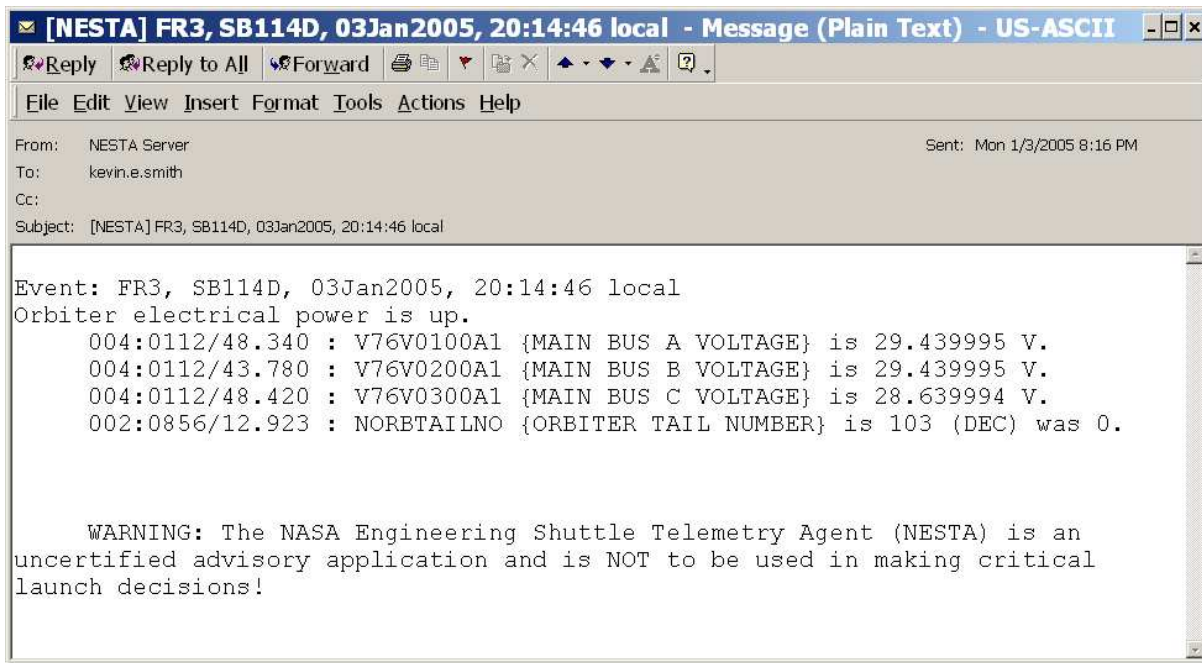 [NESTA] FR3, SB114D, 03Jan2005, 20:14:46 local - Message (Plain Text) - US-ASCII
Reply Reply to All Forward
File Edit View Insert Format Tools Actions Help
From: NESTA Server Sent: Mon 1/3/2005 8:16 PM
To: kevin.e.smith
Cc:
Subject: [NESTA] FR3, SB114D, 03Jan2005, 20:14:46 local
Event: FR3, SB114D, 03Jan2005, 20:14:46 local
Orbiter electrical power is up.
004:0112/48.340 : V76V0100A1 {MAIN BUS A VOLTAGE} is 29.439995 V.
004:0112/43.780 : V76V0200A1 {MAIN BUS B VOLTAGE} is 29.439995 V.
004:0112/48.420 : V76V0300A1 {MAIN BUS C VOLTAGE} is 28.639994 V.
002:0856/12.923 : NORBTAILNO {ORBITER TAIL NUMBER} is 103 (DEC) was 0.
WARNING: The NASA Engineering Shuttle Telemetry Agent (NESTA) is an
uncertified advisory application and is NOT to be used in making critical
launch decisions!